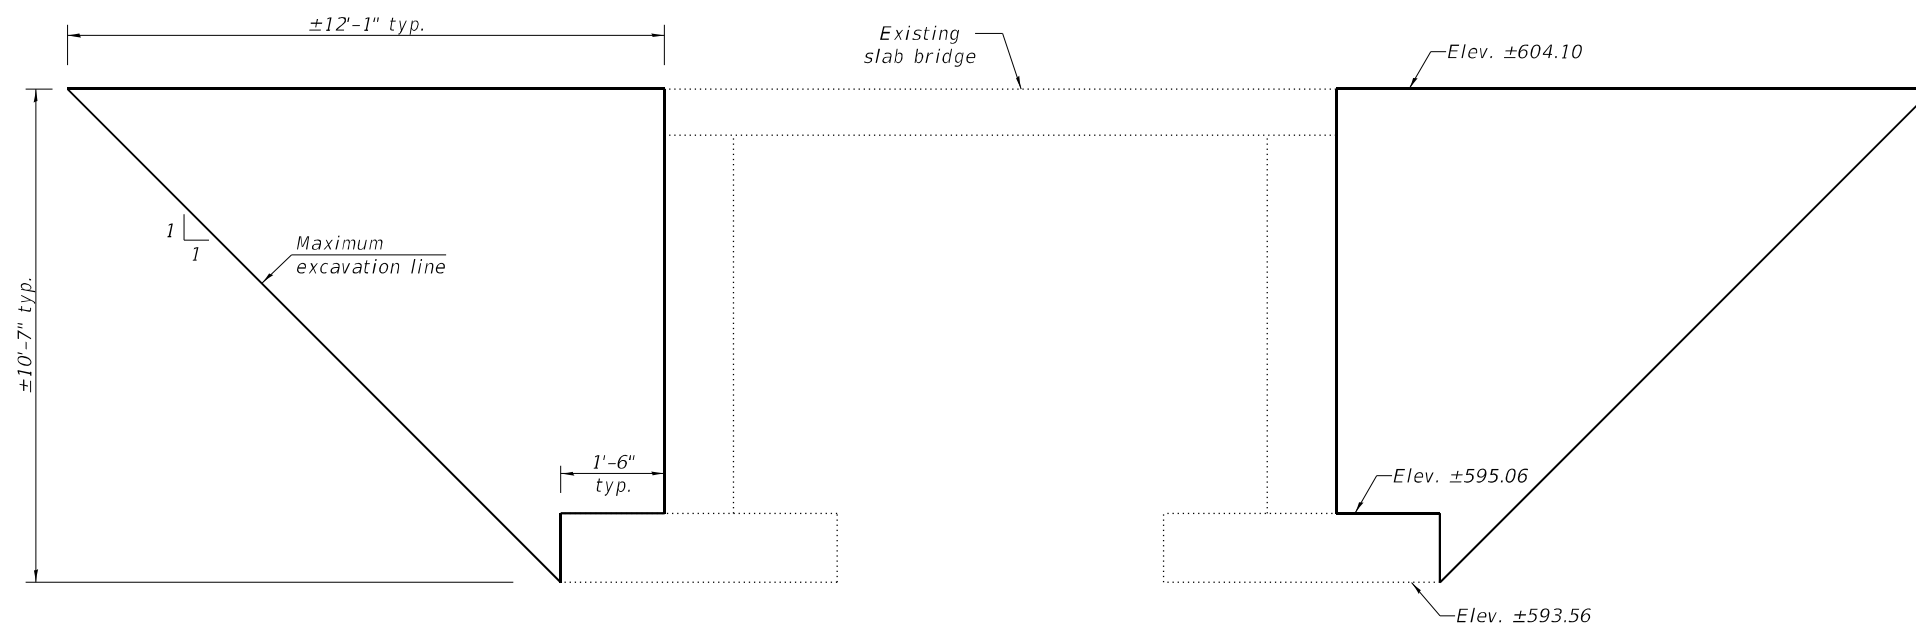 ±12'-1" typ.
Existing
slab bridge
Elev. ±604.10
1
1
Maximum
excavation line
±10'-7" typ.
1'-6"
typ.
Elev. ±595.06
Elev. ±593.56